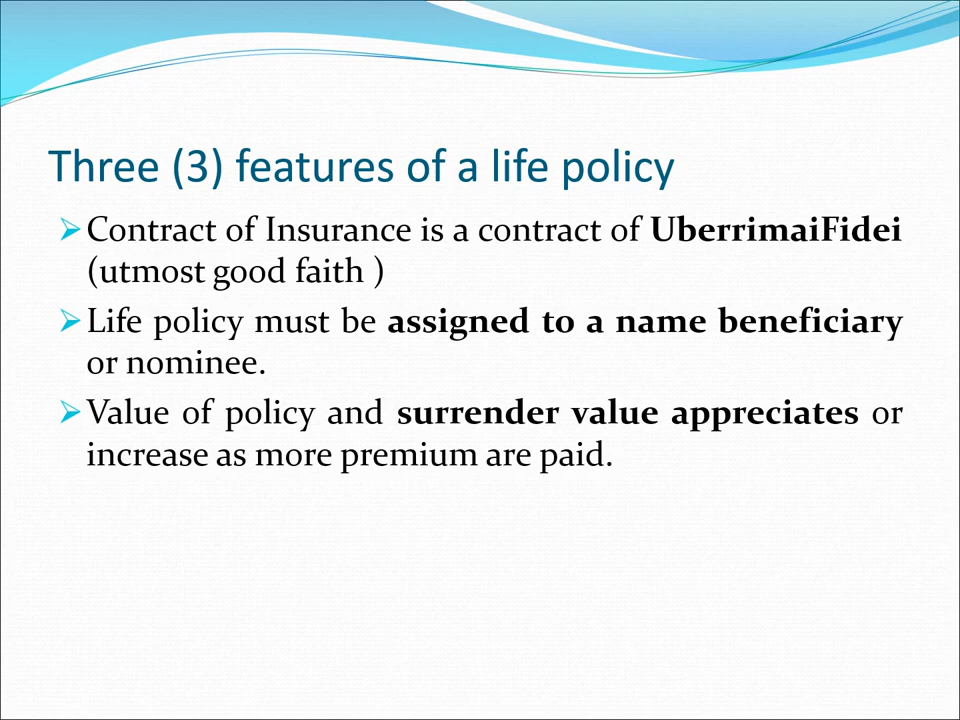 Three (3) features of a life policy
Contract of Insurance is a contract of UberrimaiFidei
(utmost good faith )
Life policy must be assigned to a name beneficiary
or nominee.
Value of policy and surrender value appreciates or
increase as more premium are paid.